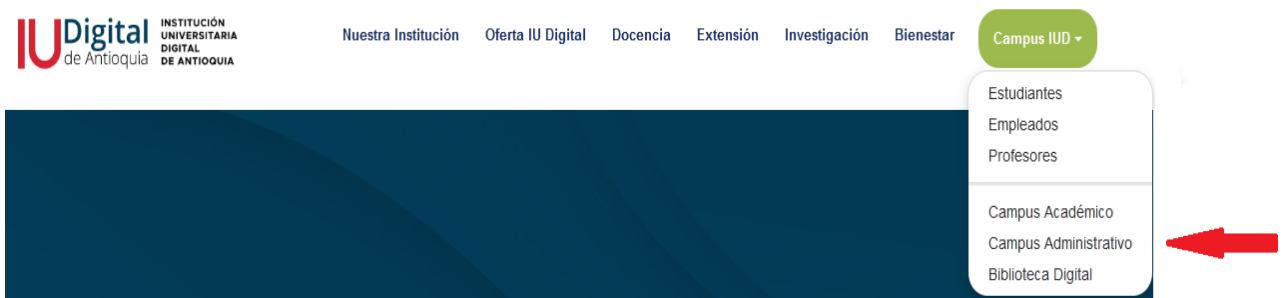 IUDigital
de Antioquia
INSTITUCIÓN
UNIVERSITARIA
DIGITAL
DE ANTIOQUIA
Nuestra Institución Oferta IU Digital Docencia Extensión Investigación Bienestar Campus IUD
Estudiantes
Empleados
Profesores
Campus Académico
Campus Administrativo
Biblioteca Digital